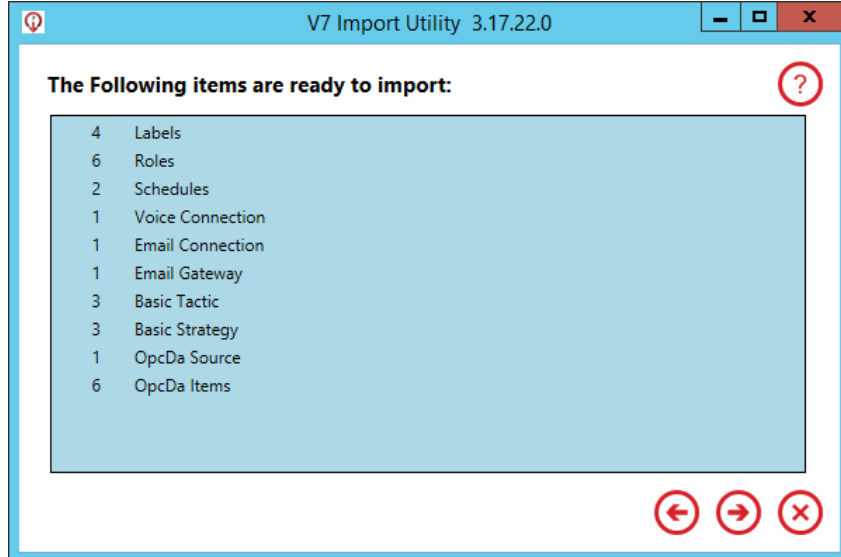 V7 Import Utility 3.17.22.0
The Following items are ready to import:
?
4 Labels
6 Roles
2 Schedules
1 Voice Connection
1 Email Connection
1 Email Gateway
3 Basic Tactic
3 Basic Strategy
1 OpcDa Source
6 OpcDa Items